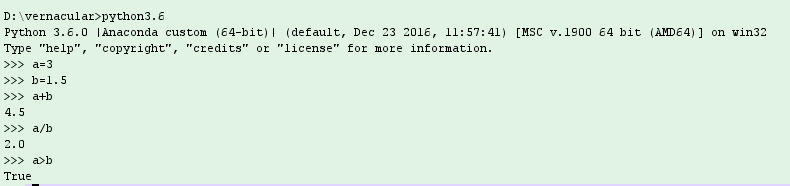 D:\vernacular>python3.6
Python 3.6.0 |Anaconda custom (64-bit)| (default, Dec 23 2016, 11:57:41) [MSC v.1900 64 bit (AMD64)] on win32
Type "help", "copyright", "credits" or "license" for more information.
>>> a=3
>>> b=1.5
>>> a+b
4.5
>>> a/b
2.0
>>> a>b
True